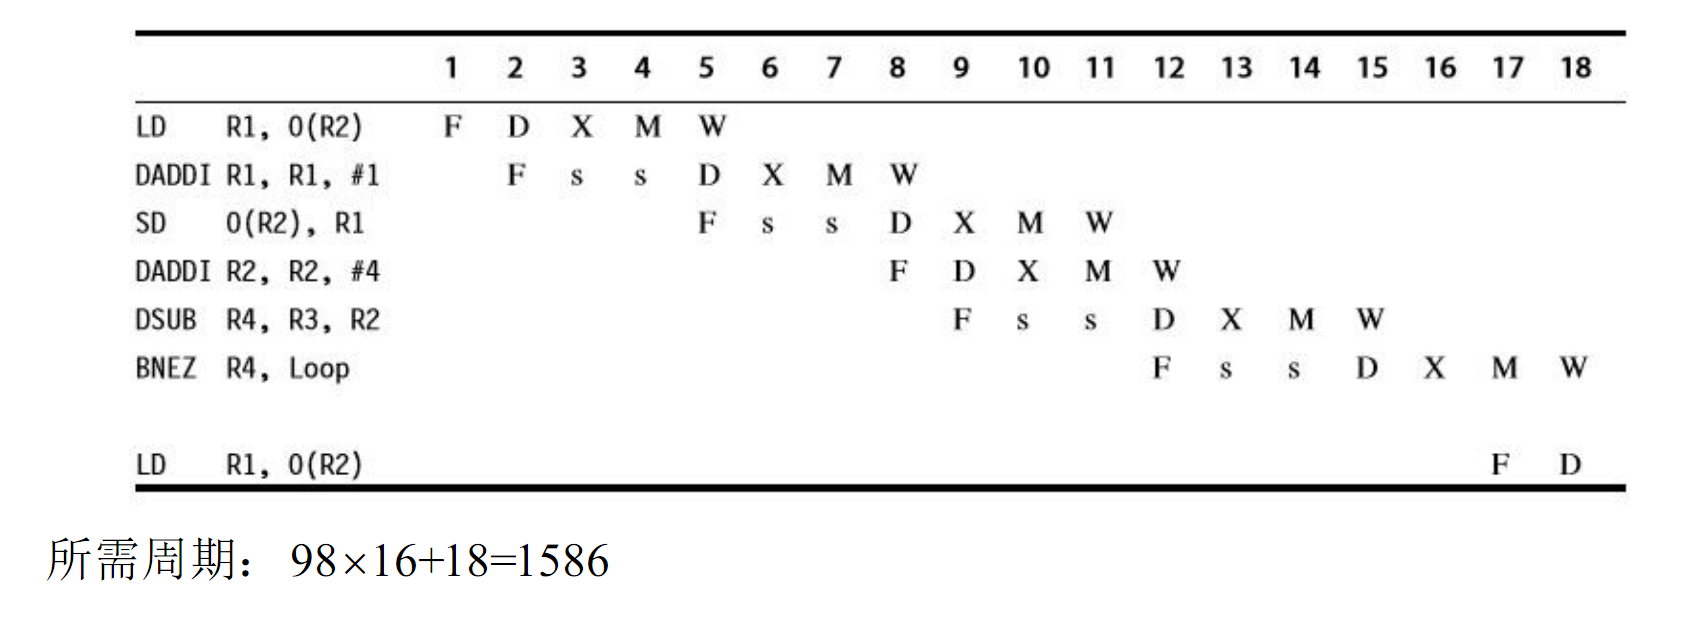 1 2 3 4 5 6 7 8 9 10 11 12 13 14 15 16 17 18
LD R1, 0(R2) F D X M W
DADDI R1, R1, #1 F s s D X M W
SD 0(R2), R1 F s s D X M W
DADDI R2, R2, #4 F D X M W
DSUB R4, R3, R2 F s s D X M W
BNEZ R4, Loop F s s D X M W
LD R1, 0(R2) F D
所需周期：98×16+18=1586